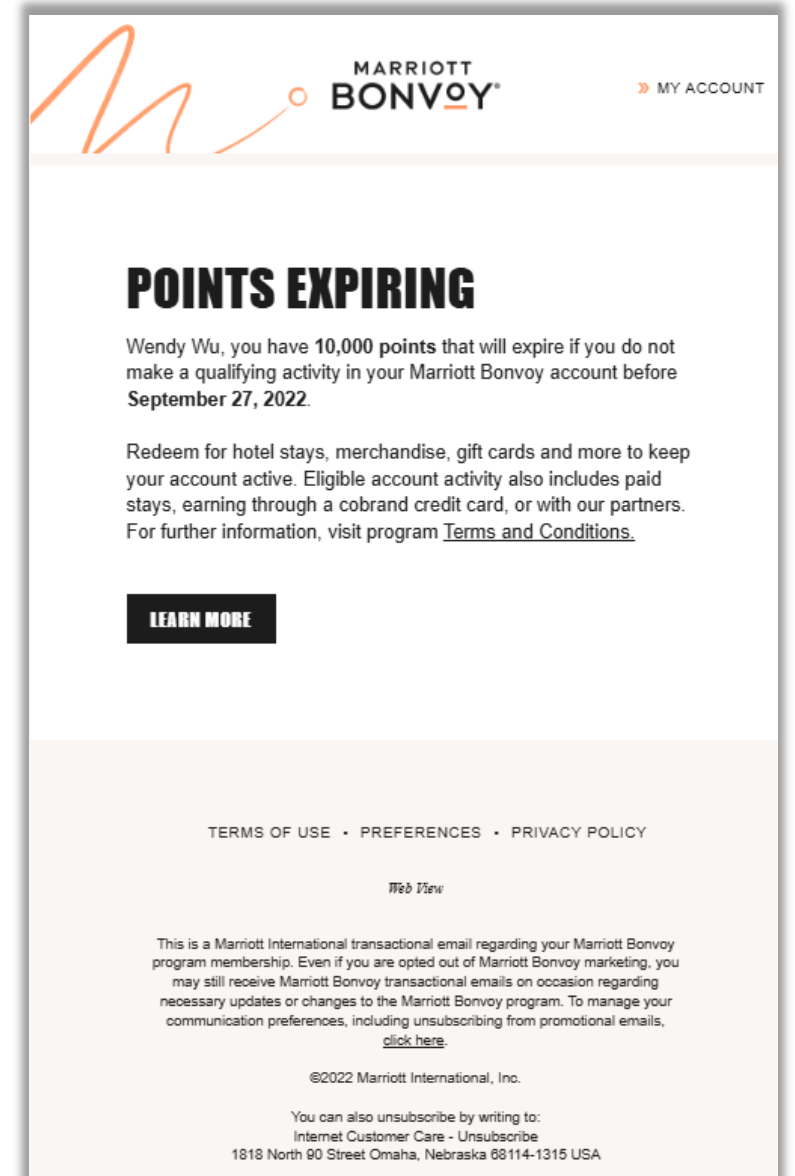 MARRIOTT
BONVOY®
» MY ACCOUNT
POINTS EXPIRING
Wendy Wu, you have 10,000 points that will expire if you do not
make a qualifying activity in your Marriott Bonvoy account before
September 27, 2022.
Redeem for hotel stays, merchandise, gift cards and more to keep
your account active. Eligible account activity also includes paid
stays, earning through a cobrand credit card, or with our partners.
For further information, visit program Terms and Conditions.
LEARN MORE
TERMS OF USE • PREFERENCES • PRIVACY POLICY
Web View
This is a Marriott International transactional email regarding your Marriott Bonvoy
program membership. Even if you are opted out of Marriott Bonvoy marketing, you
may still receive Marriott Bonvoy transactional emails on occasion regarding
necessary updates or changes to the Marriott Bonvoy program. To manage your
communication preferences, including unsubscribing from promotional emails,
click here.
©2022 Marriott International, Inc.
You can also unsubscribe by writing to:
Internet Customer Care - Unsubscribe
1818 North 90 Street Omaha, Nebraska 68114-1315 USA